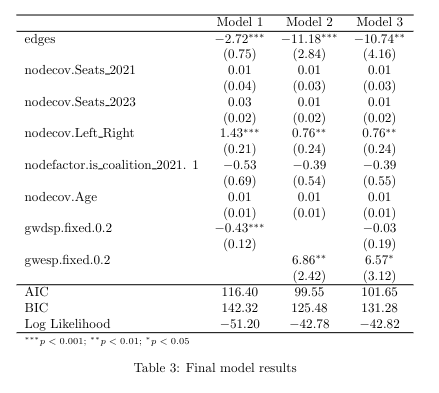 Model 1 Model 2 Model 3
edges −2.72*** −11.18*** −10.74**
(0.75) (2.84) (4.16)
nodecov.Seats_2021 0.01 0.01 0.01
(0.04) (0.03) (0.03)
nodecov.Seats_2023 0.03 0.01 0.01
(0.02) (0.02) (0.02)
nodecov.Left_Right 1.43*** 0.76** 0.76**
(0.21) (0.24) (0.24)
nodefactor.is_coalition_2021. 1 −0.53 −0.39 −0.39
(0.69) (0.54) (0.55)
nodecov.Age 0.01 0.01 0.01
(0.01) (0.01) (0.01)
gwdsp.fixed.0.2 −0.43*** −0.03
(0.12) (0.19)
gwesp.fixed.0.2 6.86** 6.57*
(2.42) (3.12)
AIC 116.40 99.55 101.65
BIC 142.32 125.48 131.28
Log Likelihood −51.20 −42.78 −42.82
***p < 0.001; **p < 0.01; *p < 0.05
Table 3: Final model results